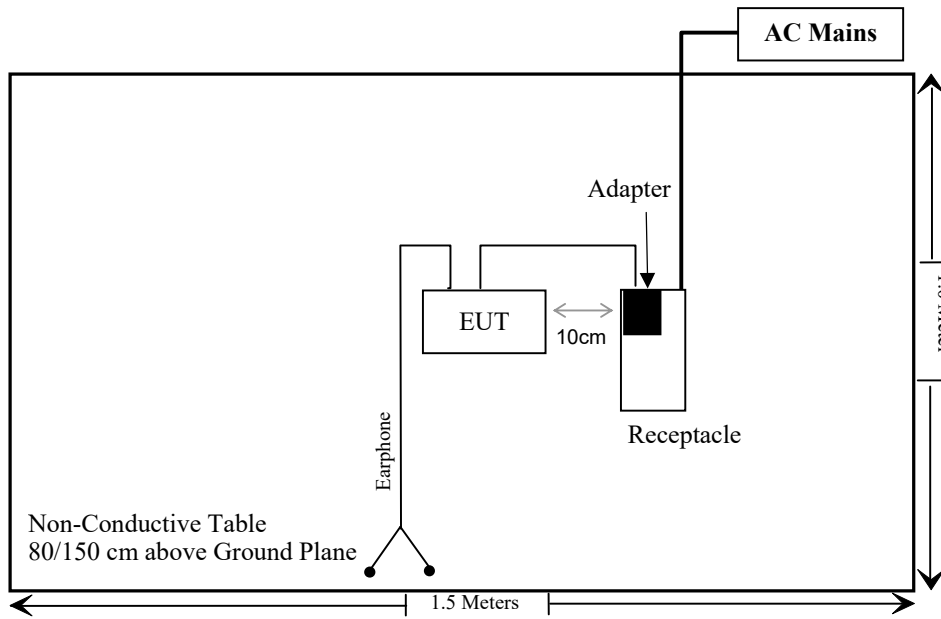 AC Mains
Adapter
EUT
10cm
Receptacle
Earphone
Non-Conductive Table
80/150 cm above Ground Plane
1.5 Meters